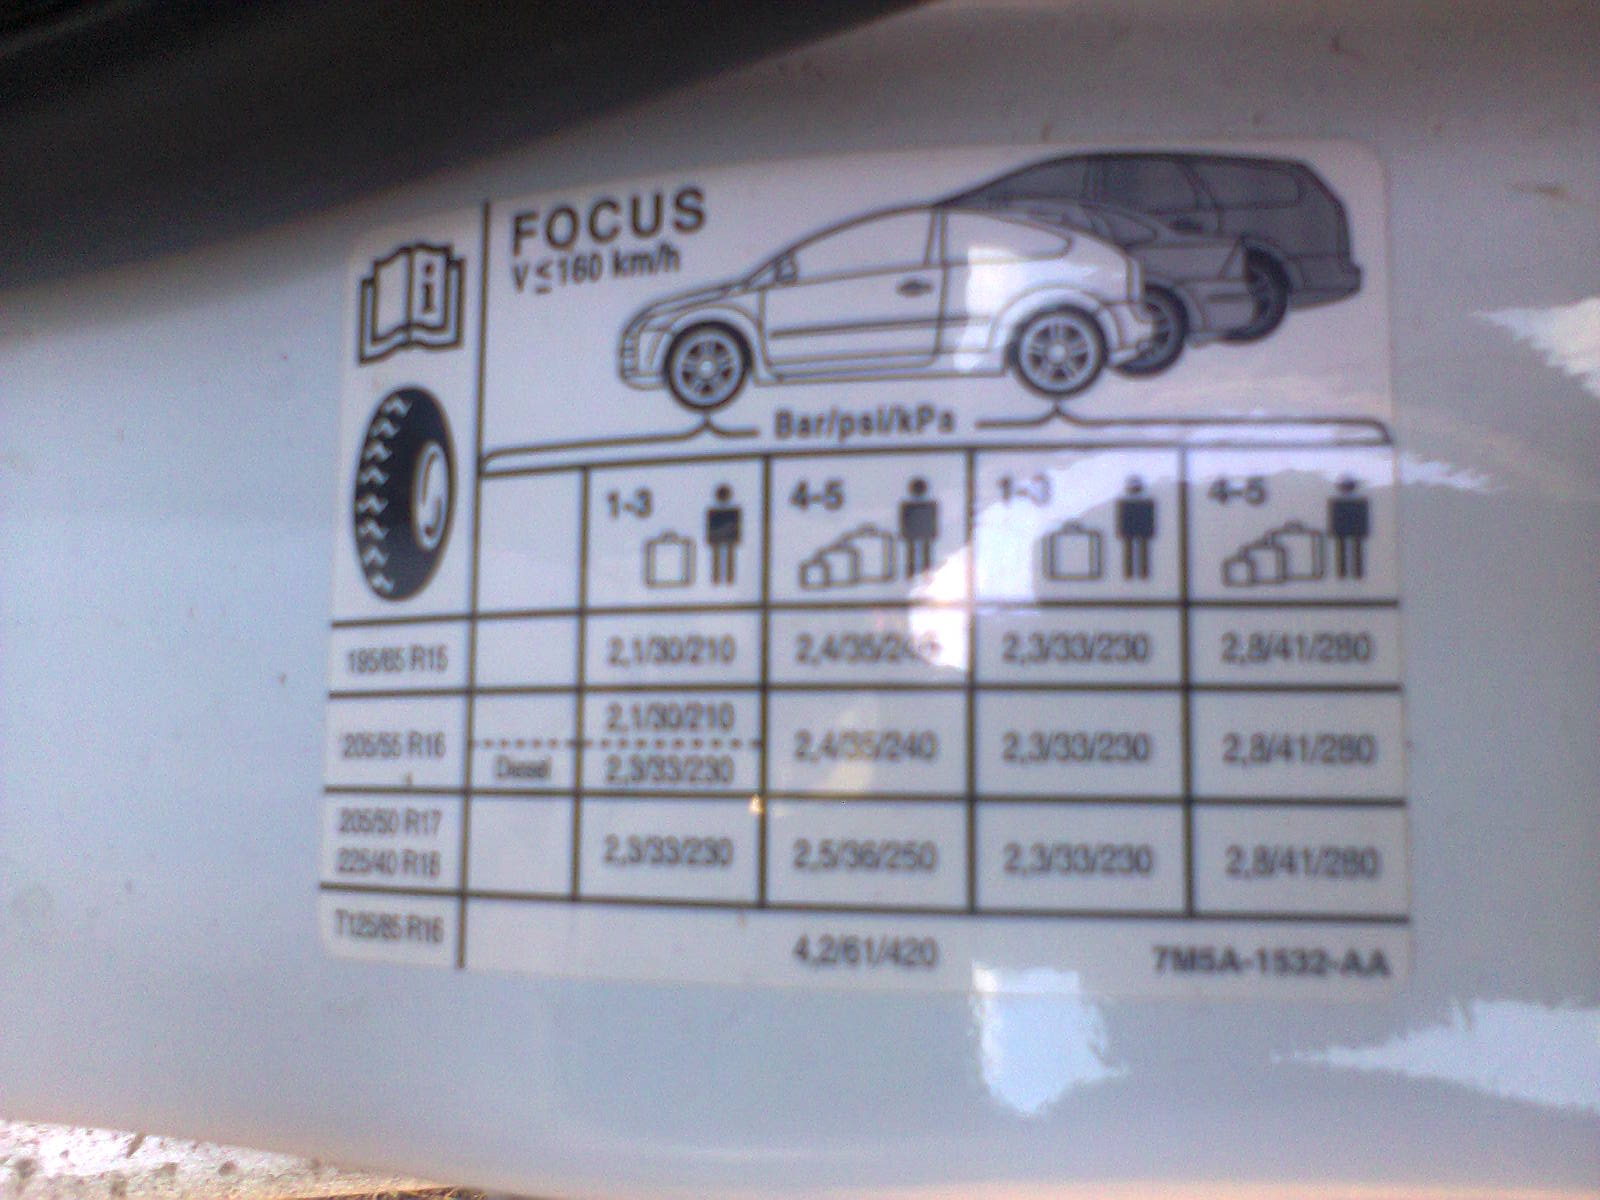 FOCUS
V≤160 km/h
Bar/psi/kPa
1-3 4-5 1-3 4-5
195/65 R15 2,1/30/210 2,4/35/240 2,3/33/230 2,8/41/280
2,1/30/210
205/55 R16 2,4/35/240 2,3/33/230 2,8/41/280
Diesel 2,3/33/230
205/50 R17
225/40 R18 2,3/33/230 2,5/36/250 2,3/33/230 2,8/41/280
T125/85 R16 4,2/61/420 7M5A-1532-AA